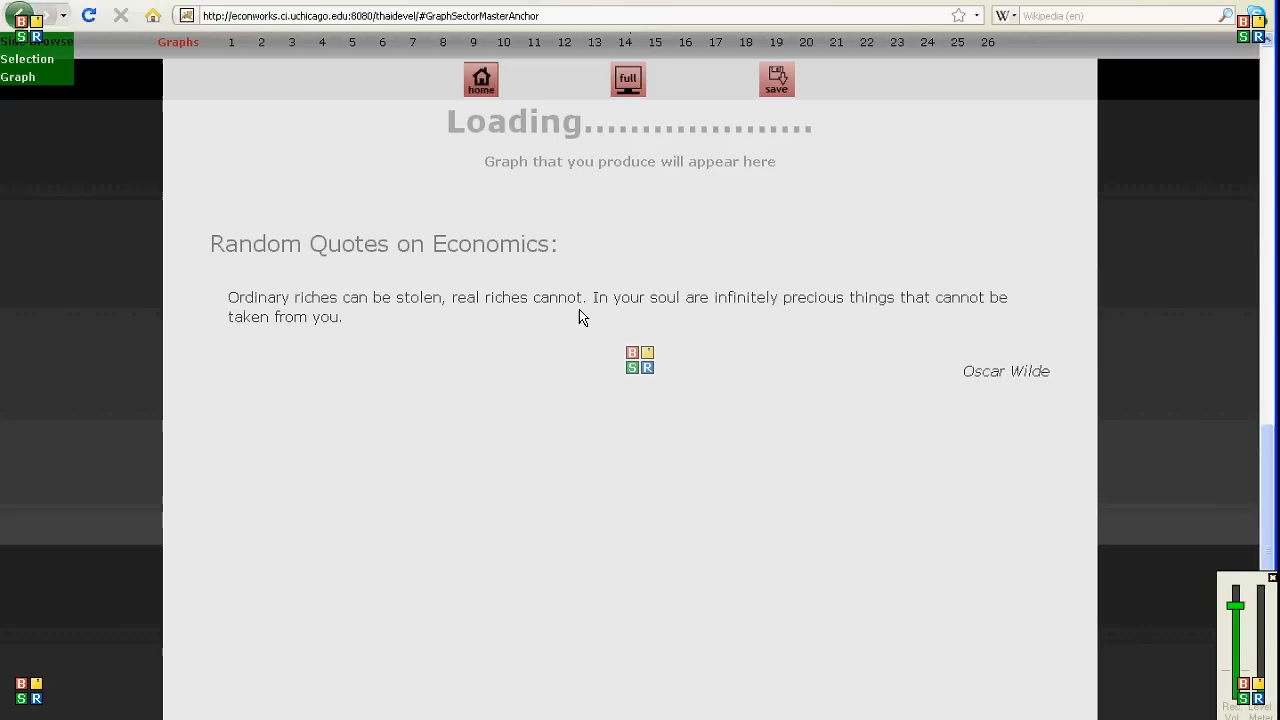 http://econworks.ci.uchicago.edu:8080/thaidevel/#GraphSectorMasterAnchor
Wikipedia (en)
Graphs 1 2 3 4 5 6 7 8 9 10 11 12 13 14 15 16 17 18 19 20 21 22 23 24 25 26
Selection
Graph
home full save
Loading....................
Graph that you produce will appear here
Random Quotes on Economics:
Ordinary riches can be stolen, real riches cannot. In your soul are infinitely precious things that cannot be
taken from you.
Oscar Wilde
B S R